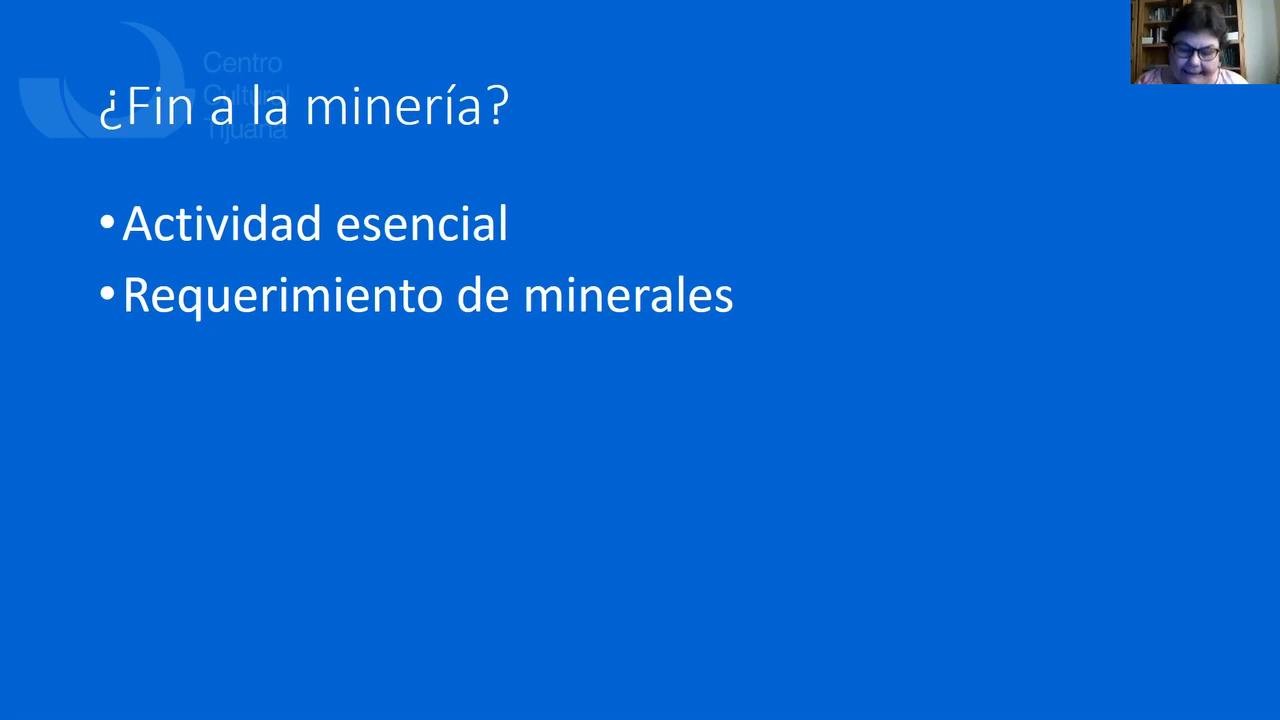 Centro
Cultural
Tijuana
¿Fin a la minería?
•Actividad esencial
•Requerimiento de minerales